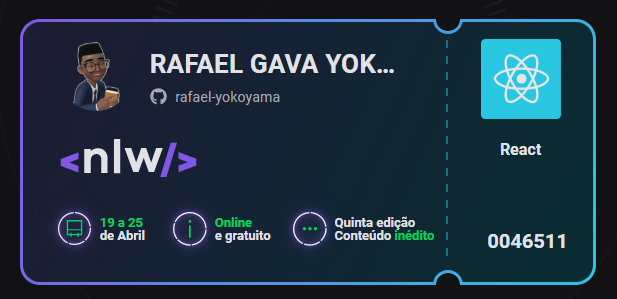 RAFAEL GAVA YOK...
rafael-yokoyama
<nlw/>
19 a 25
de Abril
Online
e gratuito
Quinta edição
Conteúdo inédito
React
0046511